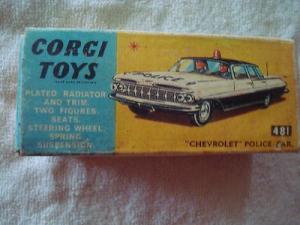 CORGI
TOYS
PLATED RADIATOR
AND TRIM.
TWO FIGURES.
SEATS.
STEERING WHEEL.
SPRING
SUSPENSION.
POLICE
481
"CHEVROLET" POLICE CAR.